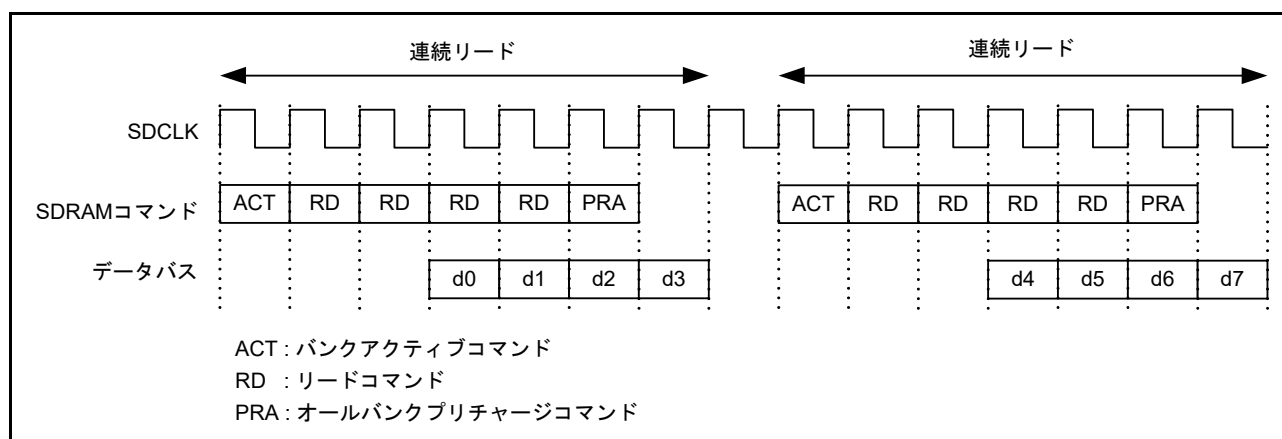 連続リード 連続リード
SDCLK
SDRAMコマンド ACT RD RD RD RD PRA ACT RD RD RD RD PRA
データバス d0 d1 d2 d3 d4 d5 d6 d7
ACT : バンクアクティブコマンド
RD : リードコマンド
PRA : オールバンクプリチャージコマンド